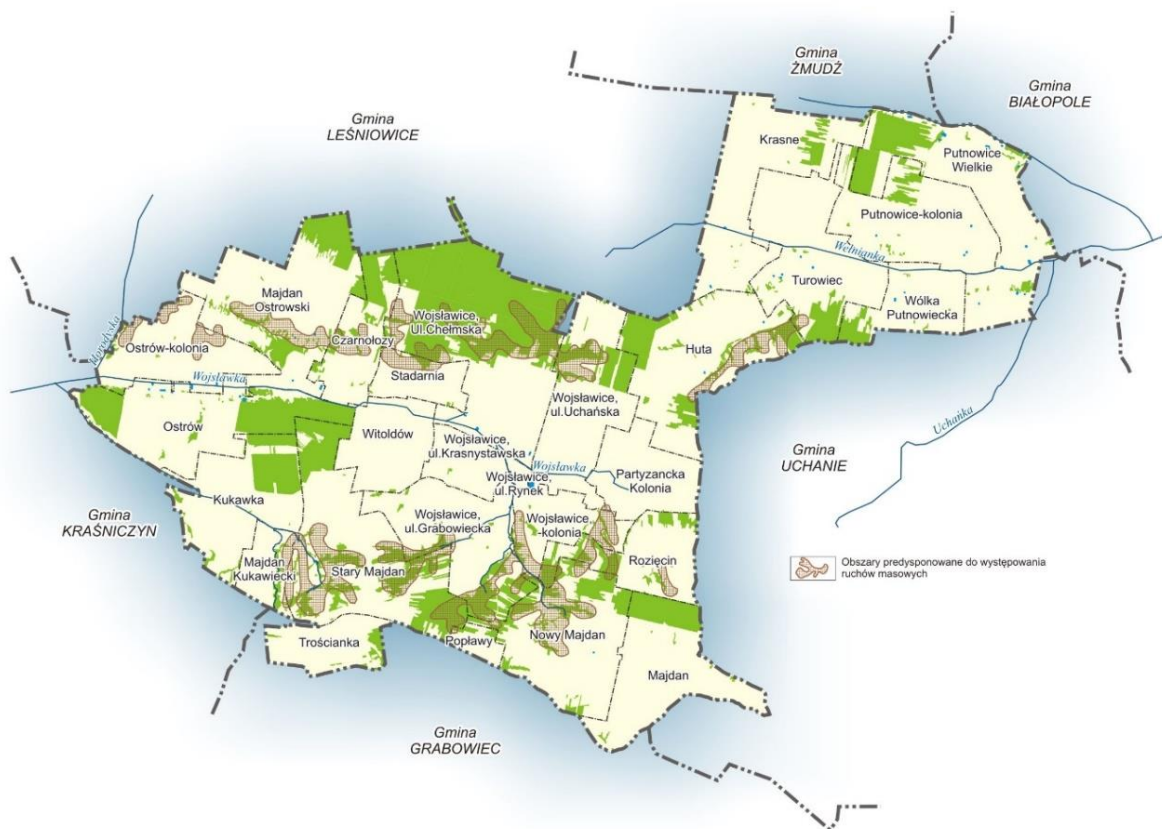 Gmina
ŻMUDŹ
Gmina
BIAŁOPOLE
Gmina
LEŚNIOWICE
Krasne
Putnowice
Wielkie
Putnowice-kolonia
Wełnianka
Majdan
Ostrowski
Turowiec
Wólka
Putnowiecka
Wojsławice,
Ul.Chełmska
Horodyska
Ostrów-kolonia
Czarnołozy
Huta
Stadarnia
Wojsławka
Wojsławice,
ul.Uchańska
Uchańka
Ostrów
Witoldów
Wojsławice,
ul.Krasnystawska
Gmina
UCHANIE
Wojsławka
Wojsławice,
ul.Rynek
Partyzancka
Kolonia
Kukawka
Gmina
KRAŚNICZYN
Wojsławice,
ul.Grabowiecka
Wojsławice
-kolonia
Majdan
Kukawiecki
Stary Majdan
Rozięcin
Obszary predysponowane do występowania
ruchów masowych
Trościanka
Popławy
Nowy Majdan
Majdan
Gmina
GRABOWIEC